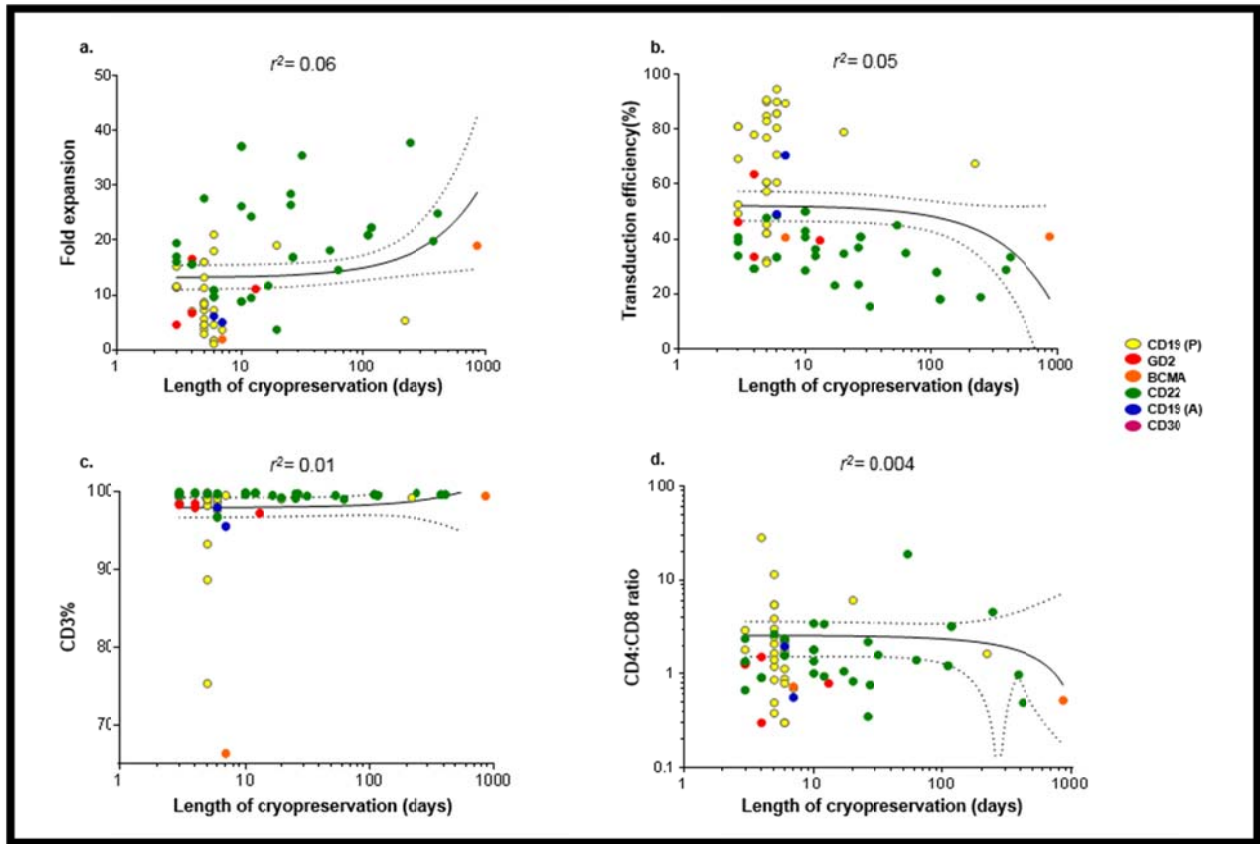 a.
r²= 0.06
50
40
30
20
10
0
Fold expansion
1
10
100
1000
Length of cryopreservation (days)
b.
r²= 0.05
100
80
60
40
20
0
Transduction efficiency(%)
1
10
100
1000
Length of cryopreservation (days)
CD19 (P)
GD2
BCMA
CD22
CD19 (A)
CD30
c.
r²= 0.01
100
90
80
70
CD3%
1
10
100
1000
Length of cryopreservation (days)
d.
r²= 0.004
100
10
1
0.1
CD4:CD8 ratio
1
10
100
1000
Length of cryopreservation (days)